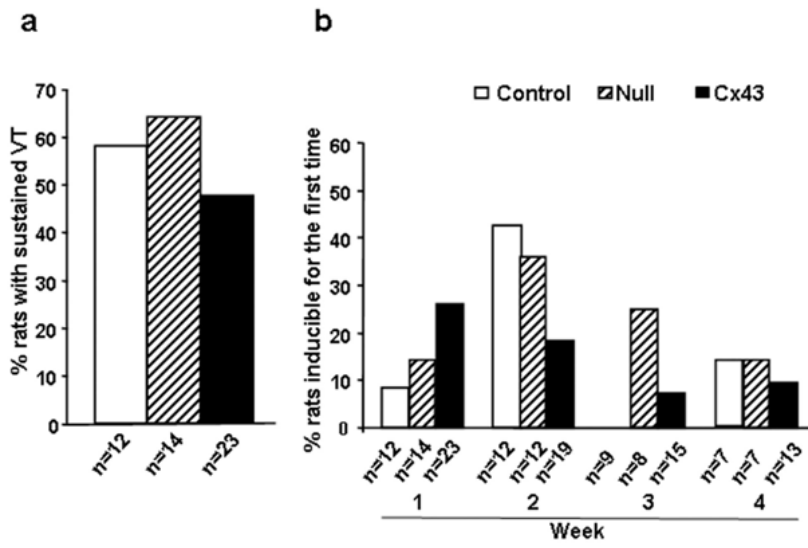 a
b
Control Null Cx43
% rats with sustained VT
70
60
50
40
30
20
10
0
n=12 n=14 n=23
% rats inducible for the first time
60
50
40
30
20
10
0
n=12 n=14 n=23 n=12 n=12 n=19 n=9 n=8 n=15 n=7 n=7 n=13
1 2 3 4
Week